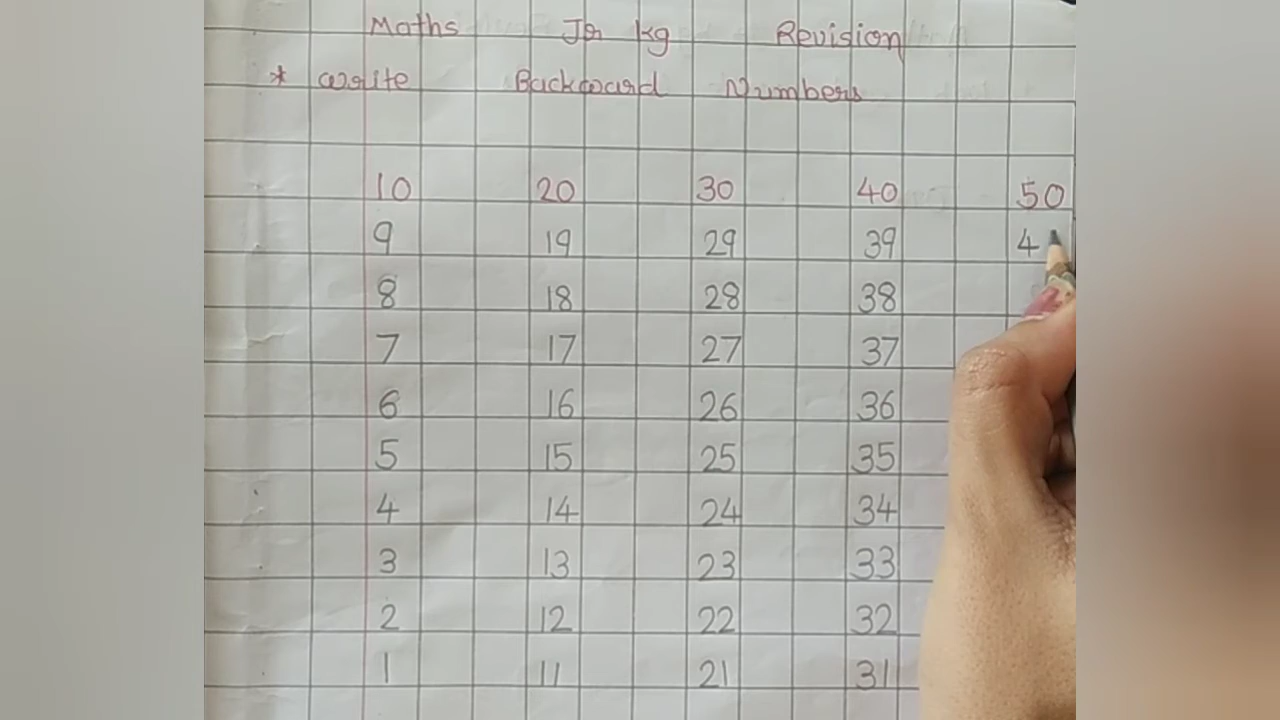 Maths Jr kg Revision
* Write Backward Numbers
10 20 30 40 50
9 19 29 39 4
8 18 28 38
7 17 27 37
6 16 26 36
5 15 25 35
4 14 24 34
3 13 23 33
2 12 22 32
1 11 21 31